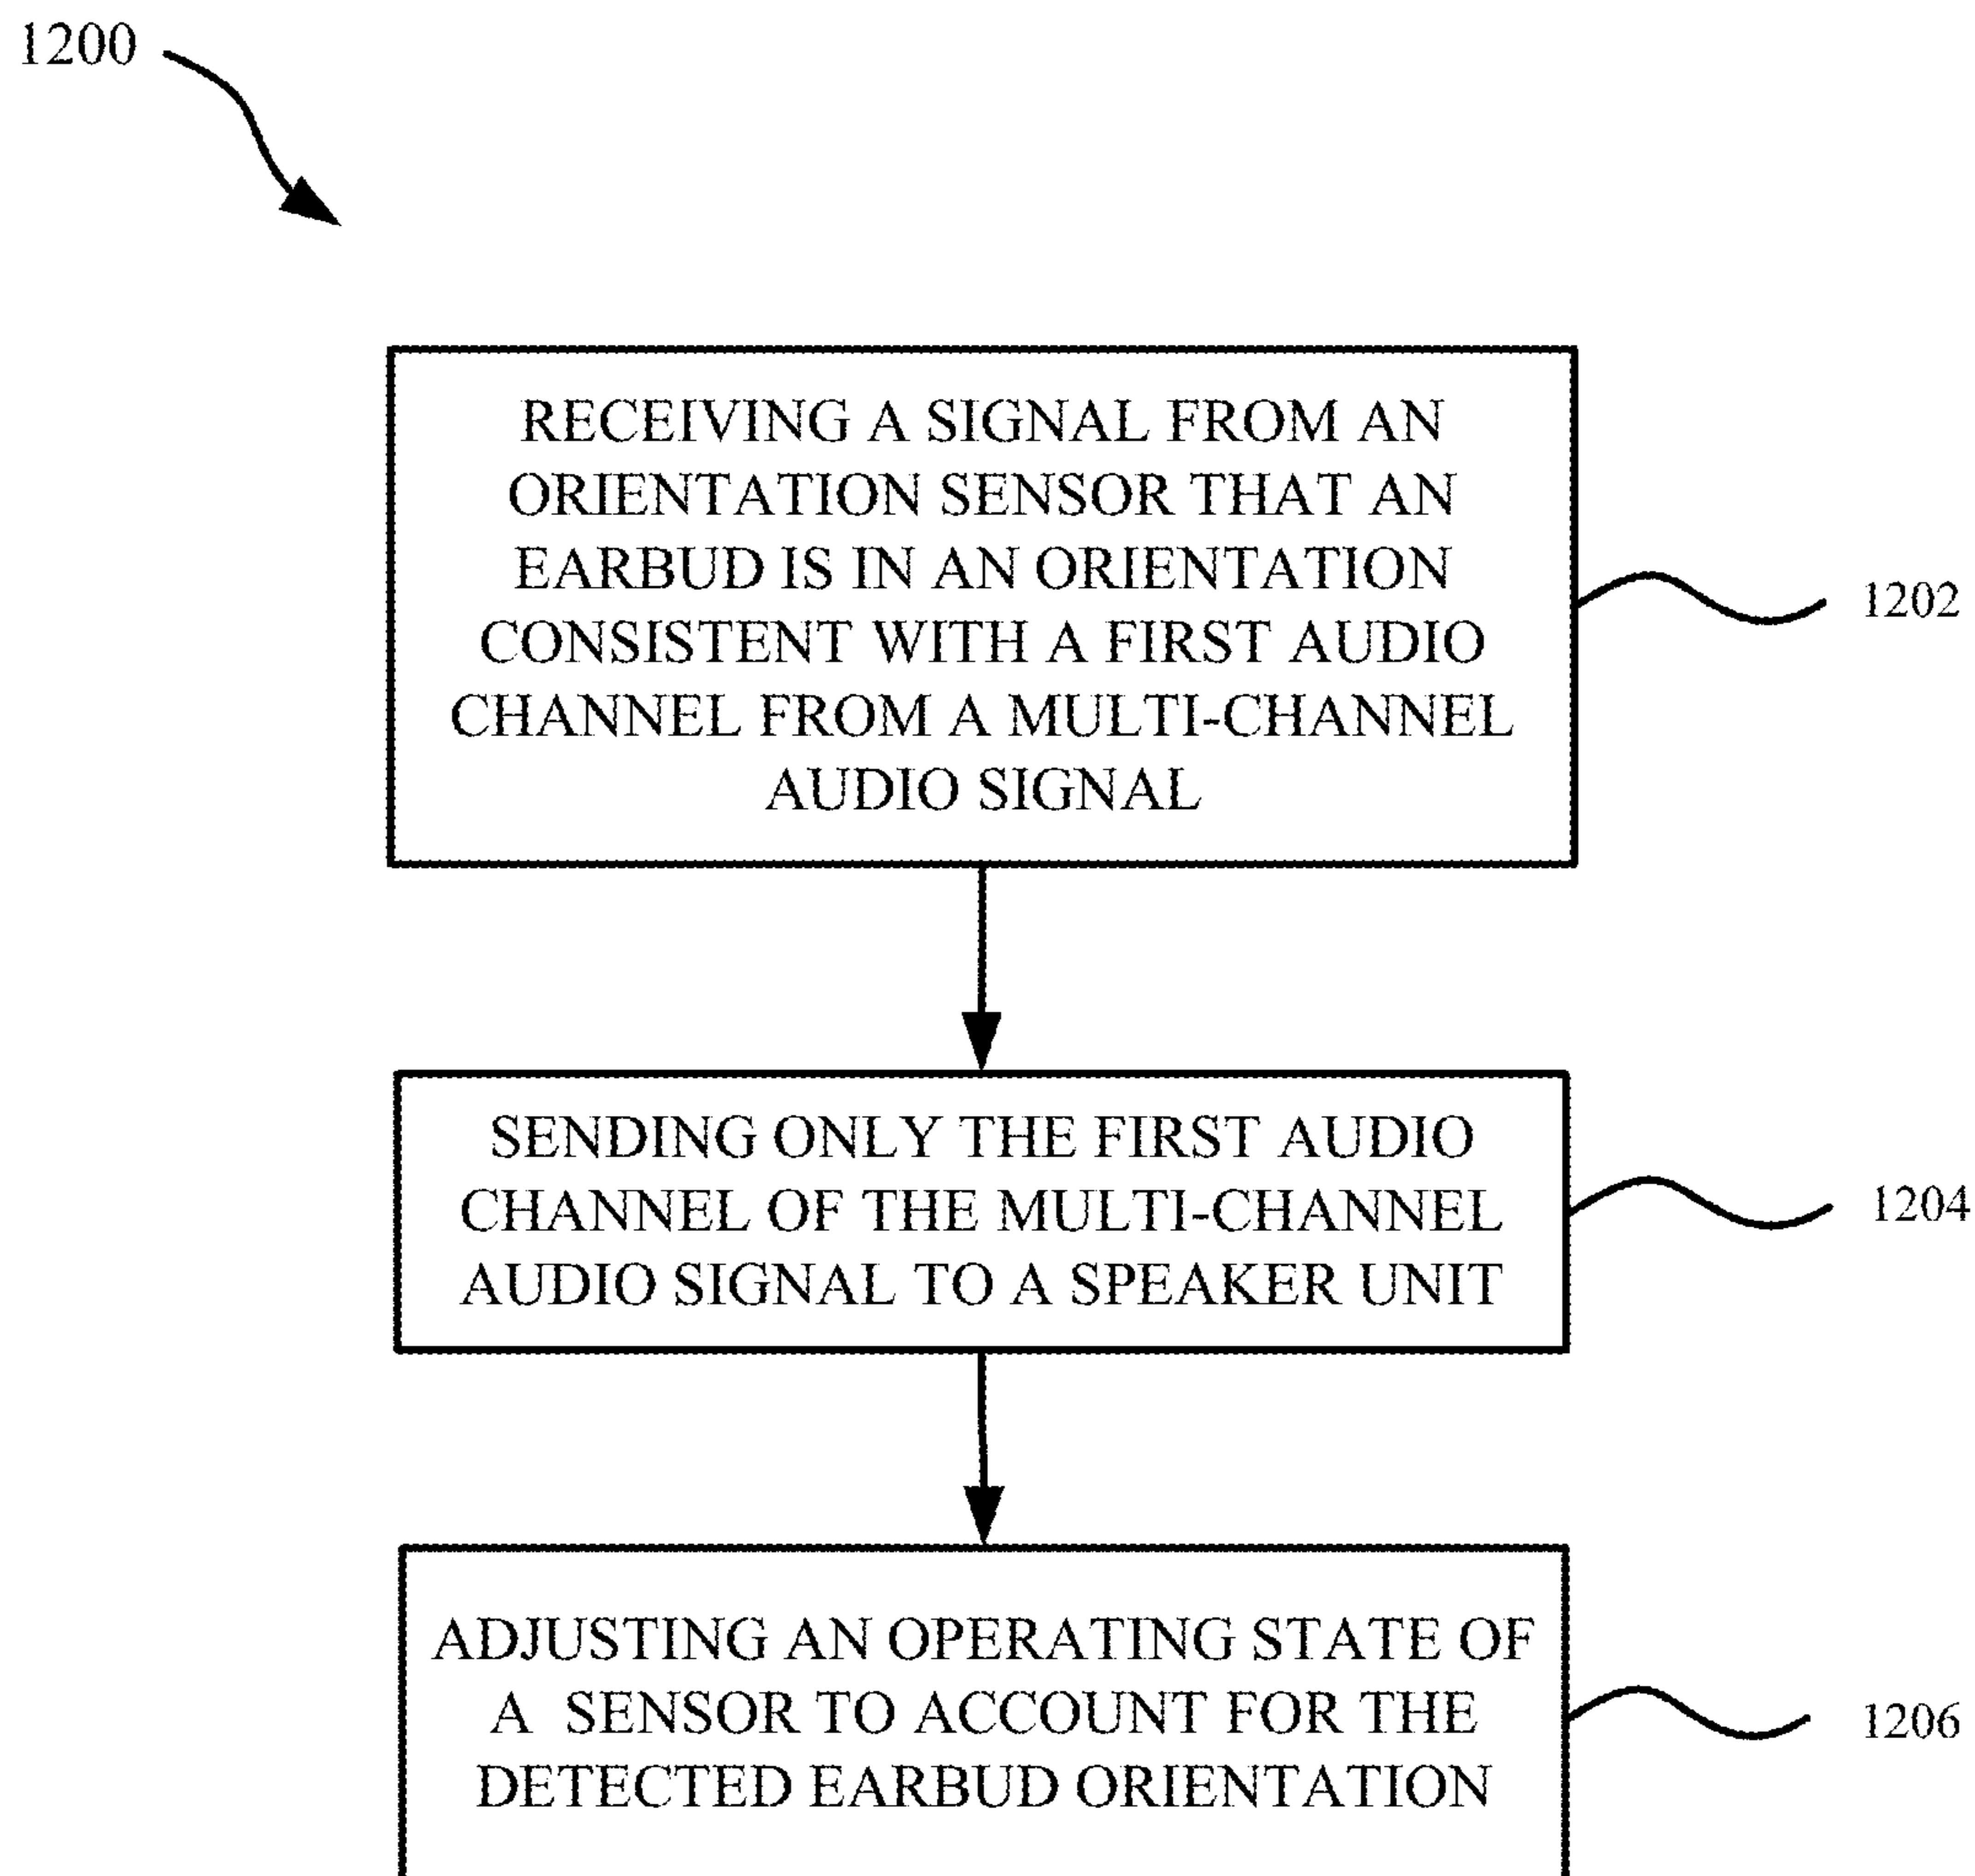 1200
RECEIVING A SIGNAL FROM AN
ORIENTATION SENSOR THAT AN
EARBUD IS IN AN ORIENTATION
CONSISTENT WITH A FIRST AUDIO
CHANNEL FROM A MULTI-CHANNEL
AUDIO SIGNAL
1202
SENDING ONLY THE FIRST AUDIO
CHANNEL OF THE MULTI-CHANNEL
AUDIO SIGNAL TO A SPEAKER UNIT
1204
ADJUSTING AN OPERATING STATE OF
A SENSOR TO ACCOUNT FOR THE
DETECTED EARBUD ORIENTATION
1206